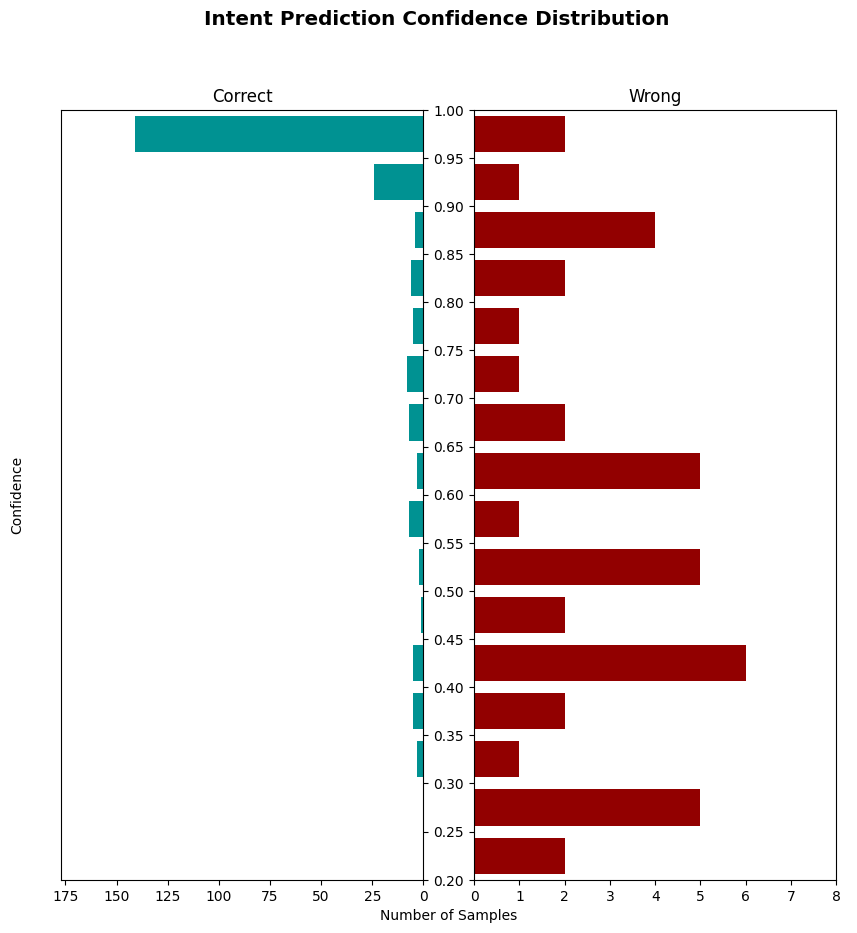 Intent Prediction Confidence Distribution
Correct
Wrong
1.00
0.95
0.90
0.85
0.80
0.75
0.70
0.65
0.60
0.55
0.50
0.45
0.40
0.35
0.30
0.25
0.20
Confidence
175 150 125 100 75 50 25 0
0 1 2 3 4 5 6 7 8
Number of Samples